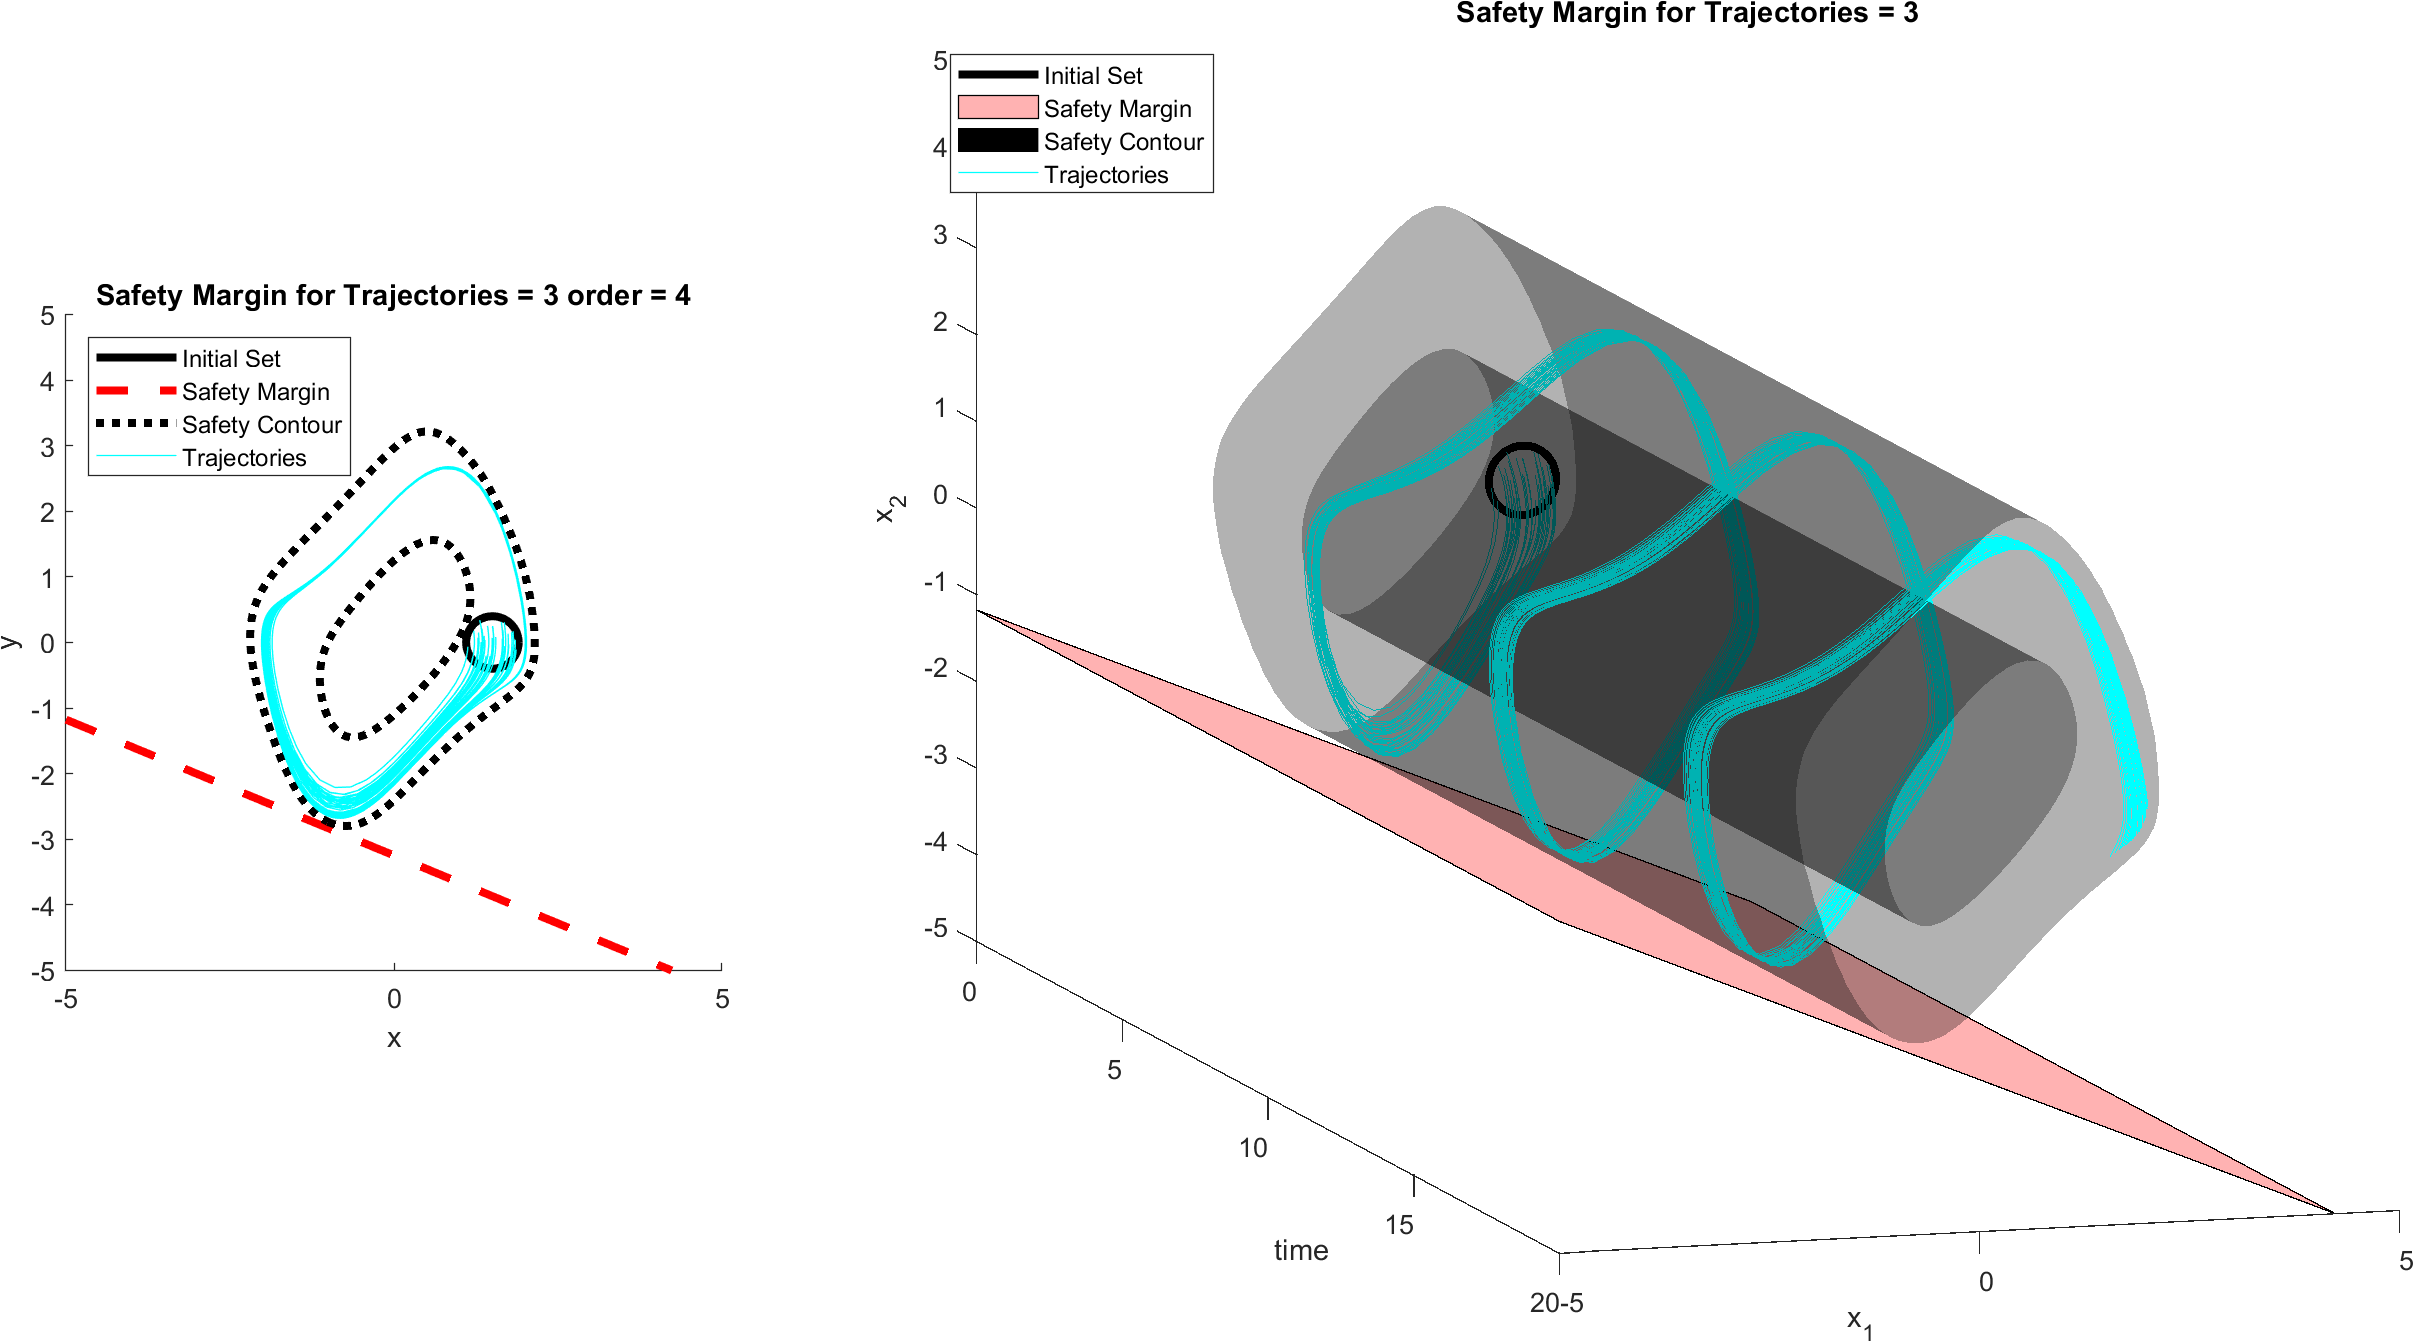 Safety Margin for Trajectories = 3 order = 4
Initial Set
Safety Margin
Safety Contour
Trajectories
5
4
3
2
1
0
-1
-2
-3
-4
-5
y
-5
0
5
x
Safety Margin for Trajectories = 3
Initial Set
Safety Margin
Safety Contour
Trajectories
5
4
3
2
1
0
-1
-2
-3
-4
-5
x2
0
5
10
15
20
time
-5
0
5
x1